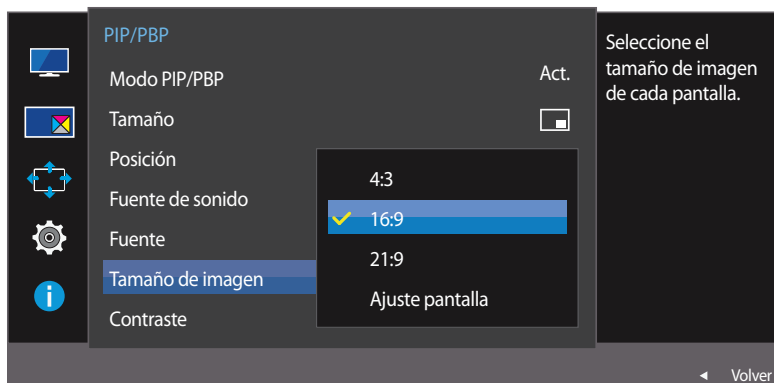 PIP/PBP
Modo PIP/PBP Act.
Tamaño
Posición
Fuente de sonido
Fuente
Tamaño de imagen
Contraste
4:3
16:9
21:9
Ajuste pantalla
Seleccione el
tamaño de imagen
de cada pantalla.
Volver